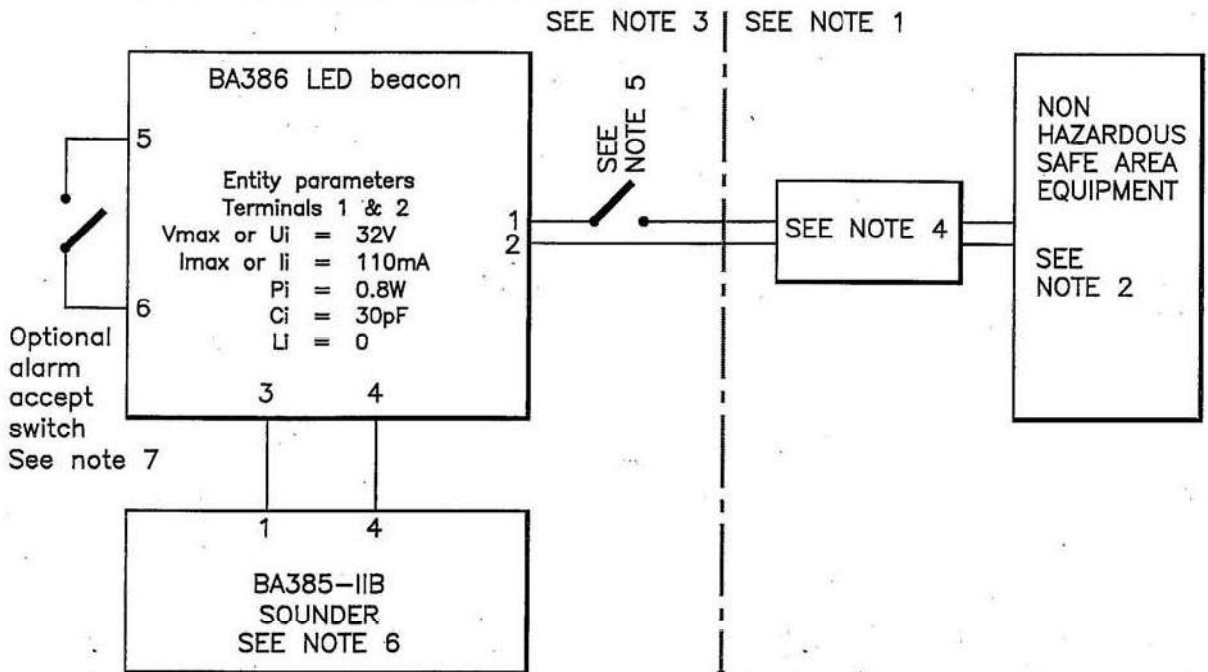 SEE NOTE 3
SEE NOTE 1
BA386 LED beacon
5
6
Entity parameters
Terminals 1 & 2
Vmax or Ui = 32V
Imax or Ii = 110mA
Pi = 0.8W
Ci = 30pF
Li = 0
1
2
3 4
SEE
NOTE 5
SEE NOTE 4
NON
HAZARDOUS
SAFE AREA
EQUIPMENT
SEE
NOTE 2
Optional
alarm
accept
switch
See note 7
1 4
BA385-IIB
SOUNDER
SEE NOTE 6